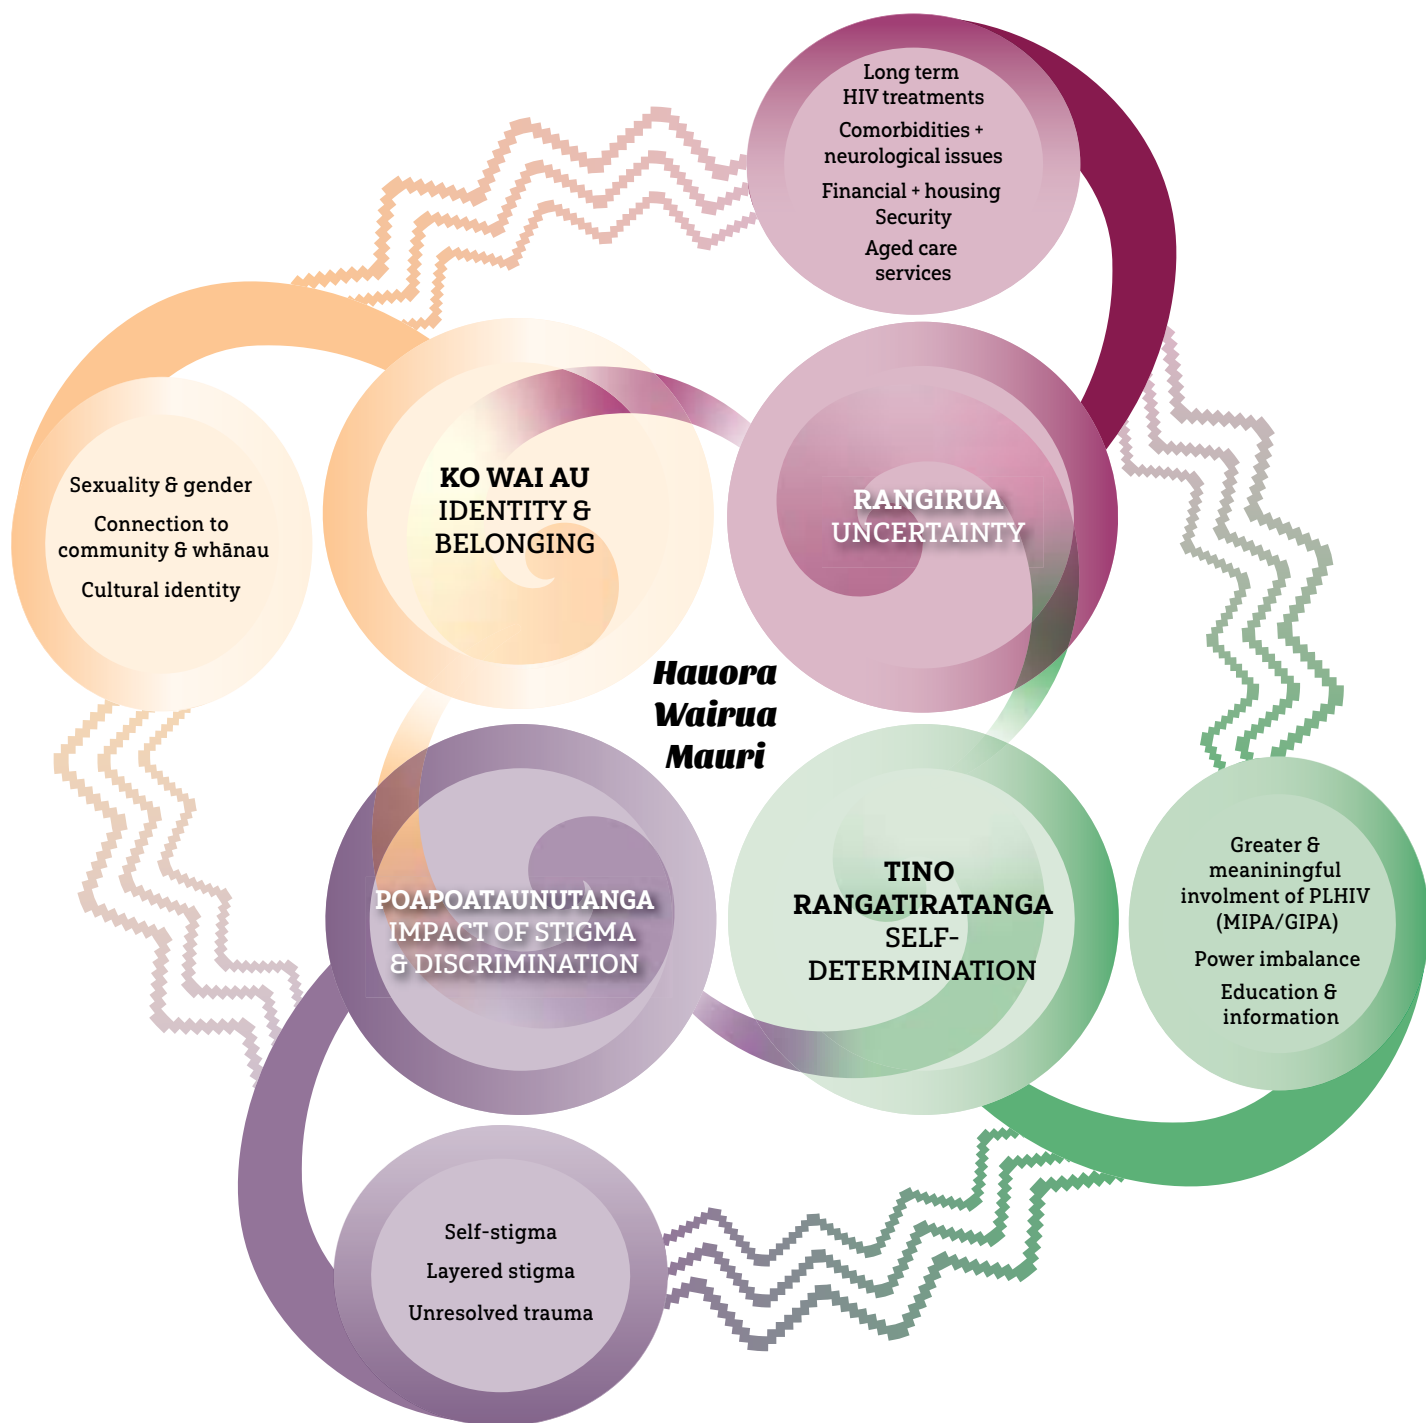 Long term
HIV treatments
Comorbidities +
neurological issues
Financial + housing
Security
Aged care
services
Sexuality & gender
Connection to
community & whānau
Cultural identity
KO WAI AU
IDENTITY &
BELONGING
RANGIRUA
UNCERTAINTY
Hauora
Wairua
Mauri
POAPOATAUNUTANGA
IMPACT OF STIGMA
& DISCRIMINATION
TINO
RANGATIRATANGA
SELF-
DETERMINATION
Greater &
meaniningful
involment of PLHIV
(MIPA/GIPA)
Power imbalance
Education &
information
Self-stigma
Layered stigma
Unresolved trauma